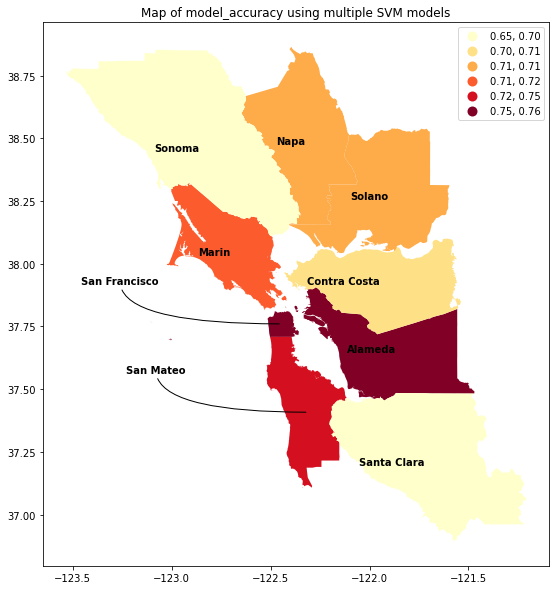 Map of model_accuracy using multiple SVM models
0.65, 0.70
0.70, 0.71
0.71, 0.71
0.71, 0.72
0.72, 0.75
0.75, 0.76
38.75
38.50
38.25
38.00
37.75
37.50
37.25
37.00
Sonoma
Napa
Solano
Marin
San Francisco
Contra Costa
Alameda
San Mateo
Santa Clara
−123.5
−123.0
−122.5
−122.0
−121.5